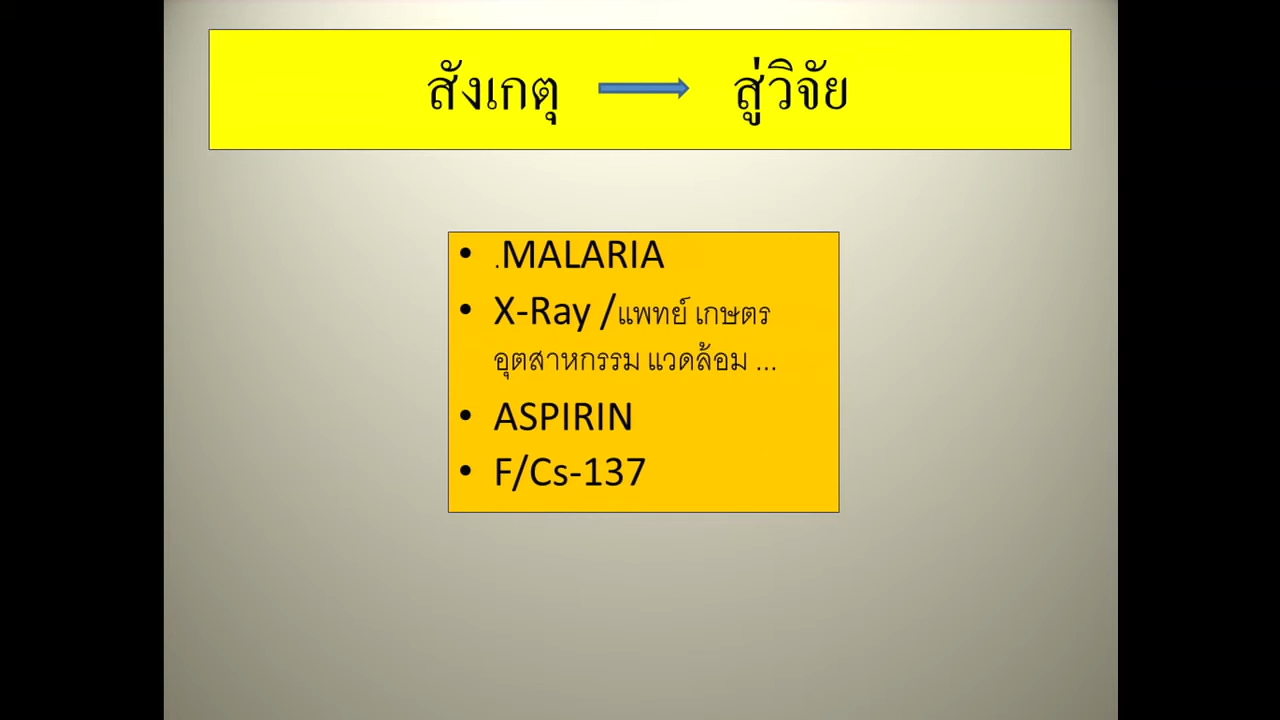 สังเกตุ สู่วิจัย
• .MALARIA
• X-Ray /แพทย์ เกษตร
อุตสาหกรรม แวดล้อม ...
• ASPIRIN
• F/Cs-137